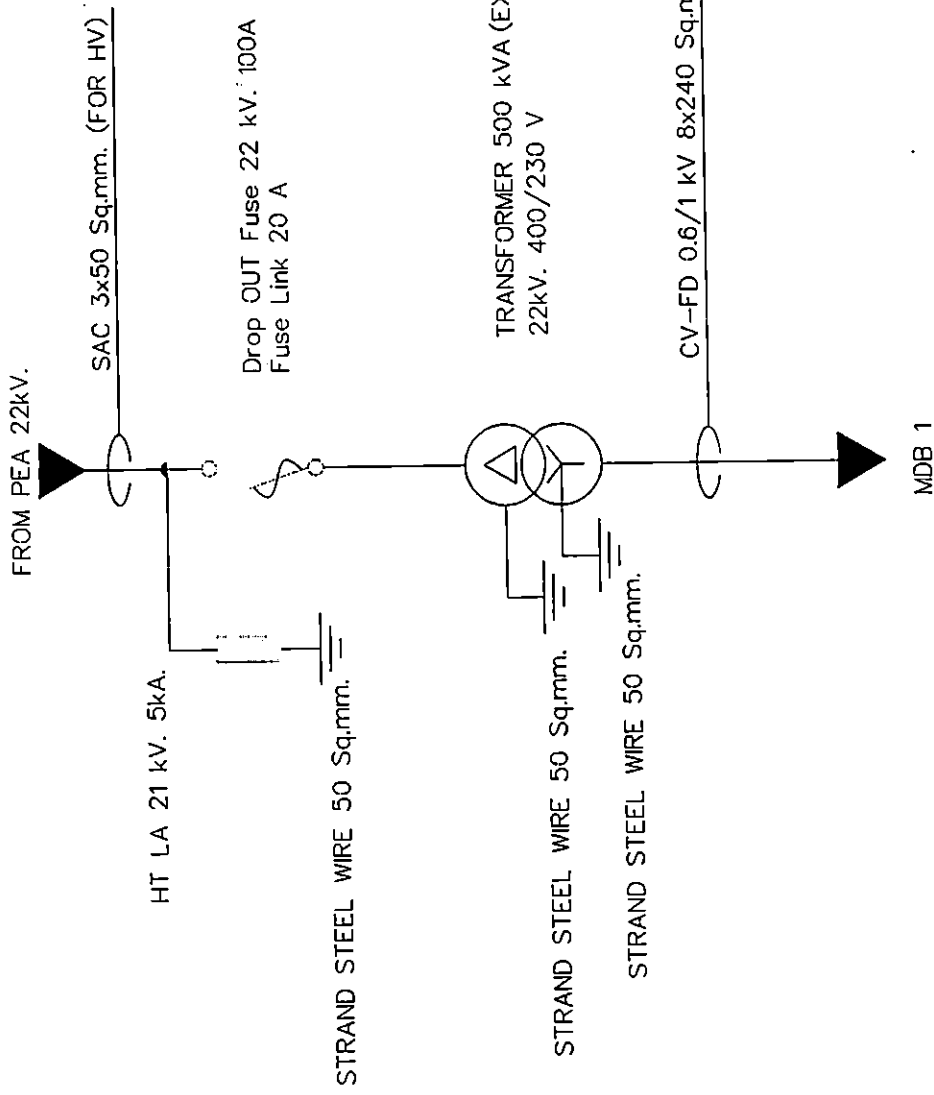 FROM PEA 22kV.
SAC 3x50 Sq.mm. (FOR HV)
HT LA 21 kV. 5kA.
Drop OUT Fuse 22 kV. 100A
Fuse Link 20 A
STRAND STEEL WIRE 50 Sq.mm.
TRANSFORMER 500 kVA (EX
22kV. 400/230 V
STRAND STEEL WIRE 50 Sq.mm.
STRAND STEEL WIRE 50 Sq.mm.
CV-FD 0.6/1 kV 8x240 Sq.m
MDB 1